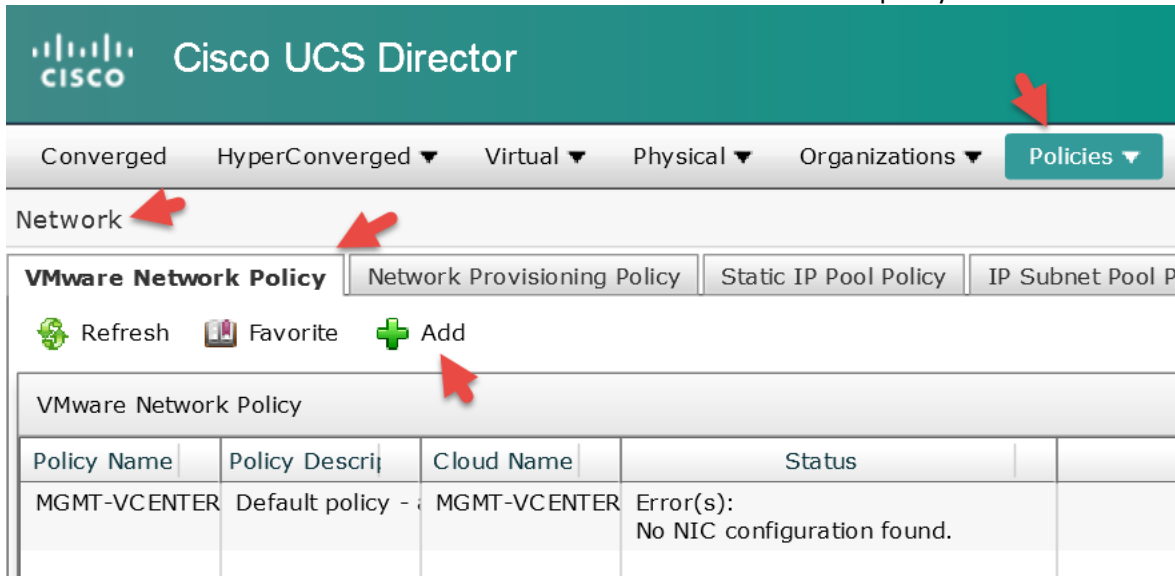 CISCO Cisco UCS Director
Converged HyperConverged Virtual Physical Organizations Policies
Network
VMware Network Policy Network Provisioning Policy Static IP Pool Policy IP Subnet Pool P
Refresh Favorite Add
VMware Network Policy
Policy Name Policy Descrip Cloud Name Status
MGMT-VCENTER Default policy - a MGMT-VCENTER Error(s):
No NIC configuration found.